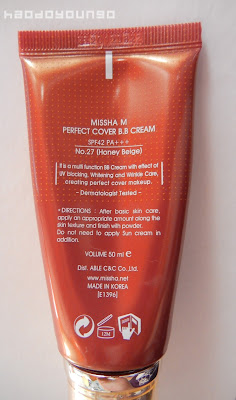 haodoyoungo
MISSHA M
PERFECT COVER B.B CREAM
SPF42 PA+++
No.27 (Honey Beige)
It is a multi function BB Cream with effect of
UV blocking, Whitening and Wrinkle Care,
creating perfect cover makeup.
- Dermatologist Tested -
• DIRECTIONS : After basic skin care,
apply an appropriate amount along the
skin texture and finish with powder.
Do not need to apply Sun cream in
addition.
VOLUME 50 ml ℮
Dist. ABLE C&C Co.,Ltd.
www.missha.net
MADE IN KOREA
[E1396]
12M